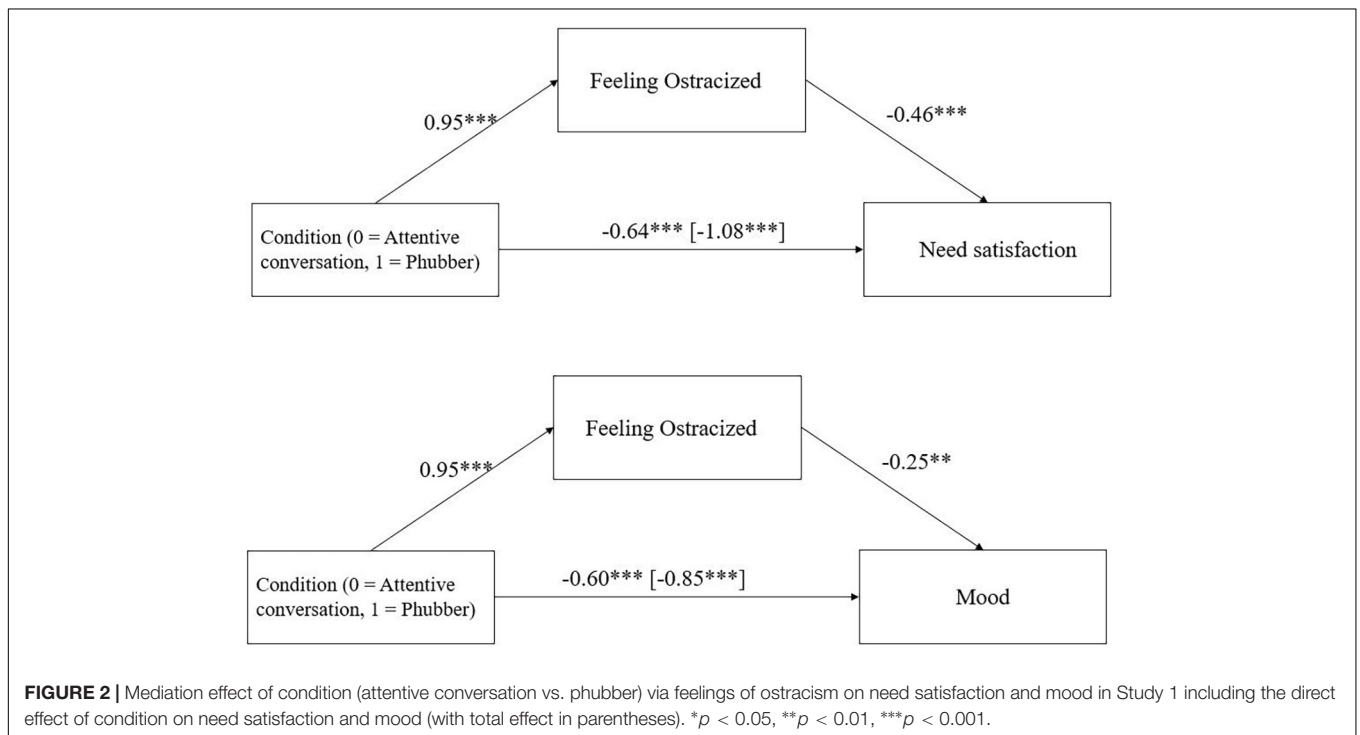 Feeling Ostracized
0.95***
-0.46***
Condition (0 = Attentive
conversation, 1 = Phubber)
-0.64*** [-1.08***]
Need satisfaction
Feeling Ostracized
0.95***
-0.25**
Condition (0 = Attentive
conversation, 1 = Phubber)
-0.60*** [-0.85***]
Mood
FIGURE 2 | Mediation effect of condition (attentive conversation vs. phubber) via feelings of ostracism on need satisfaction and mood in Study 1 including the direct
effect of condition on need satisfaction and mood (with total effect in parentheses). *p < 0.05, **p < 0.01, ***p < 0.001.